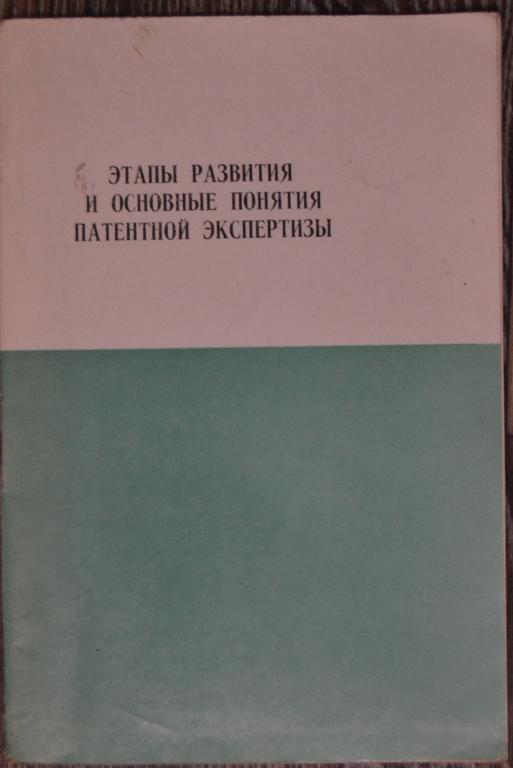 ЭТАПЫ РАЗВИТИЯ
И ОСНОВНЫЕ ПОНЯТИЯ
ПАТЕНТНОЙ ЭКСПЕРТИЗЫ